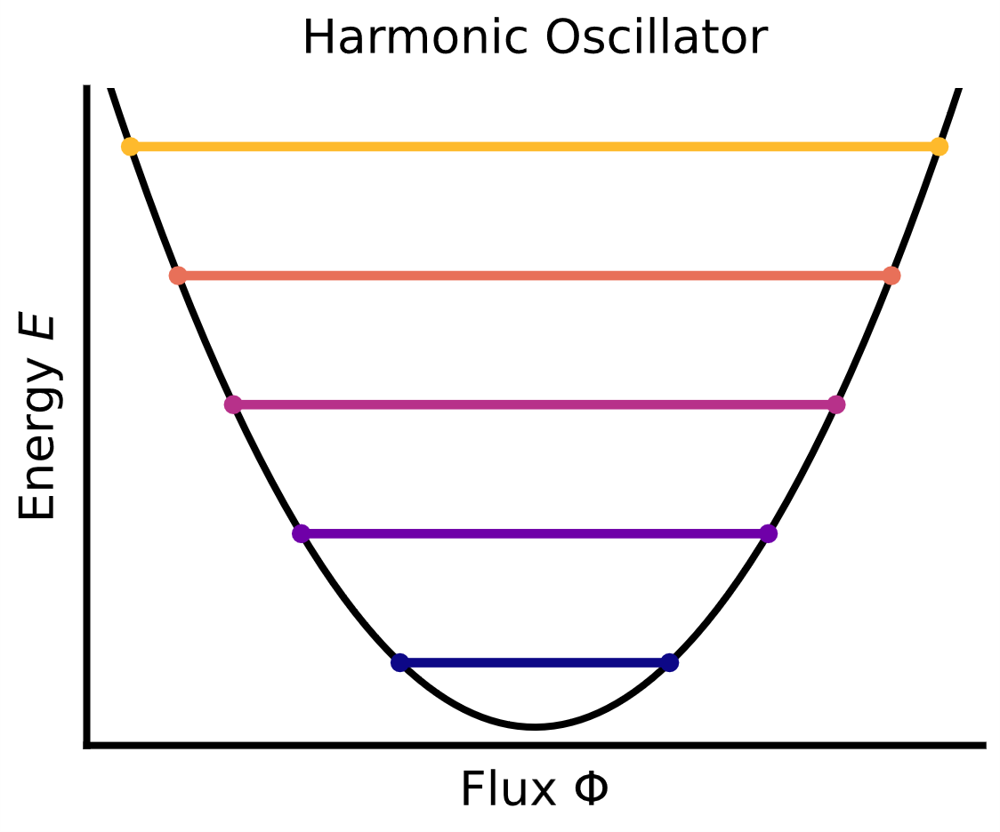 Harmonic Oscillator
Energy E
Flux Φ